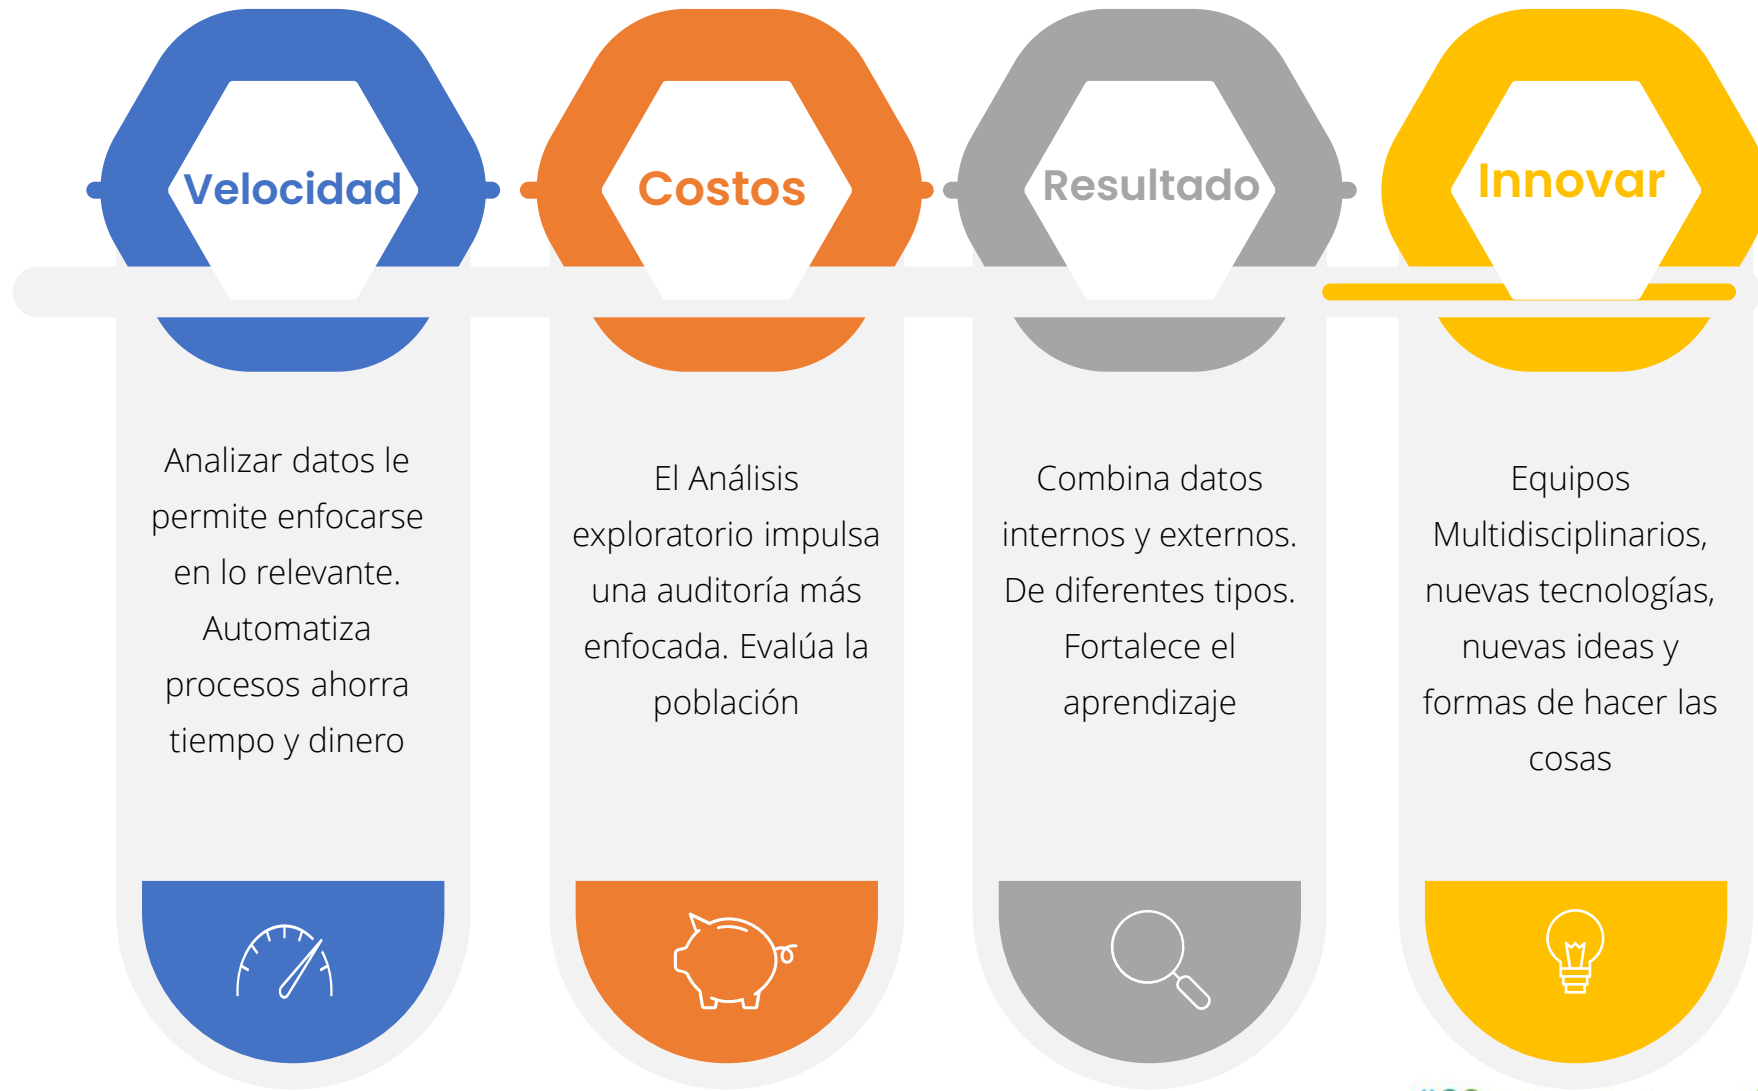 Velocidad
Costos
Resultado
Innovar
Analizar datos le
permite enfocarse
en lo relevante.
Automatiza
procesos ahorra
tiempo y dinero
El Análisis
exploratorio impulsa
una auditoría más
enfocada. Evalúa la
población
Combina datos
internos y externos.
De diferentes tipos.
Fortalece el
aprendizaje
Equipos
Multidisciplinarios,
nuevas tecnologías,
nuevas ideas y
formas de hacer las
cosas